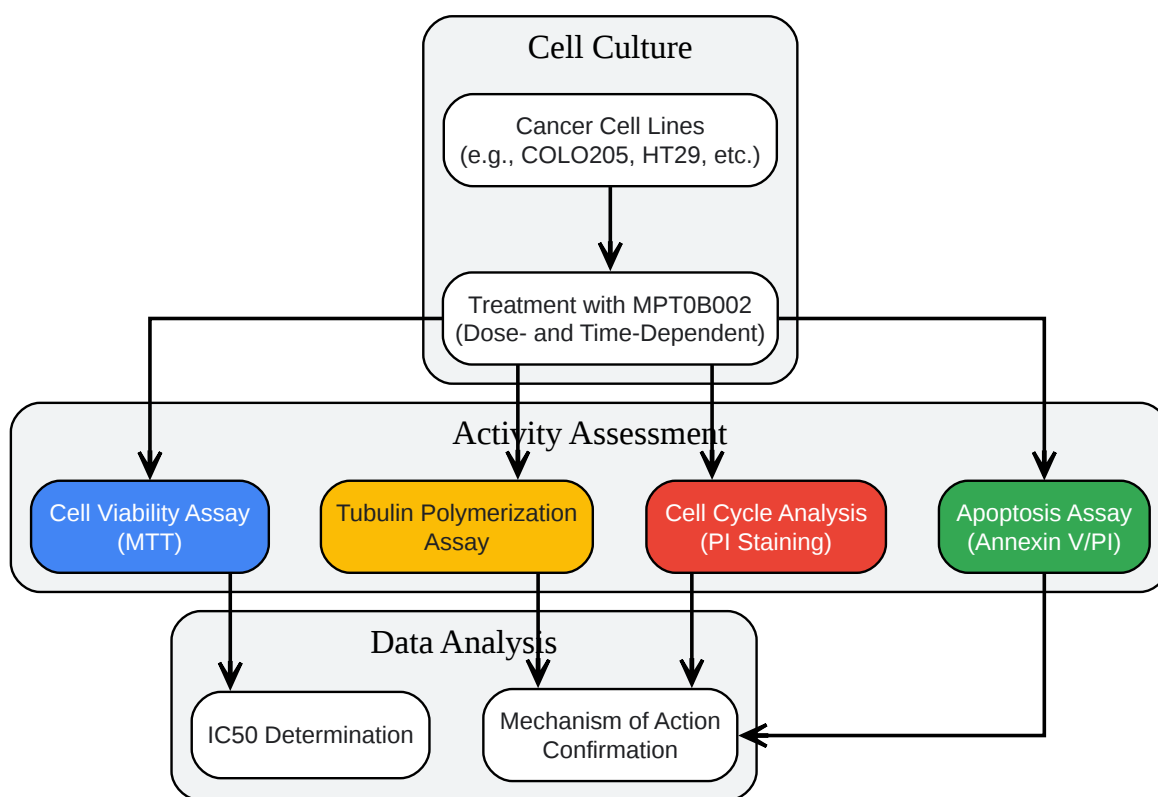 Cell Culture
Cancer Cell Lines
(e.g., COLO205, HT29, etc.)
Treatment with MPT0B002
(Dose- and Time-Dependent)
Activity Assessment
Cell Viability Assay
(MTT)
Tubulin Polymerization
Assay
Cell Cycle Analysis
(PI Staining)
Apoptosis Assay
(Annexin V/PI)
Data Analysis
IC50 Determination
Mechanism of Action
Confirmation